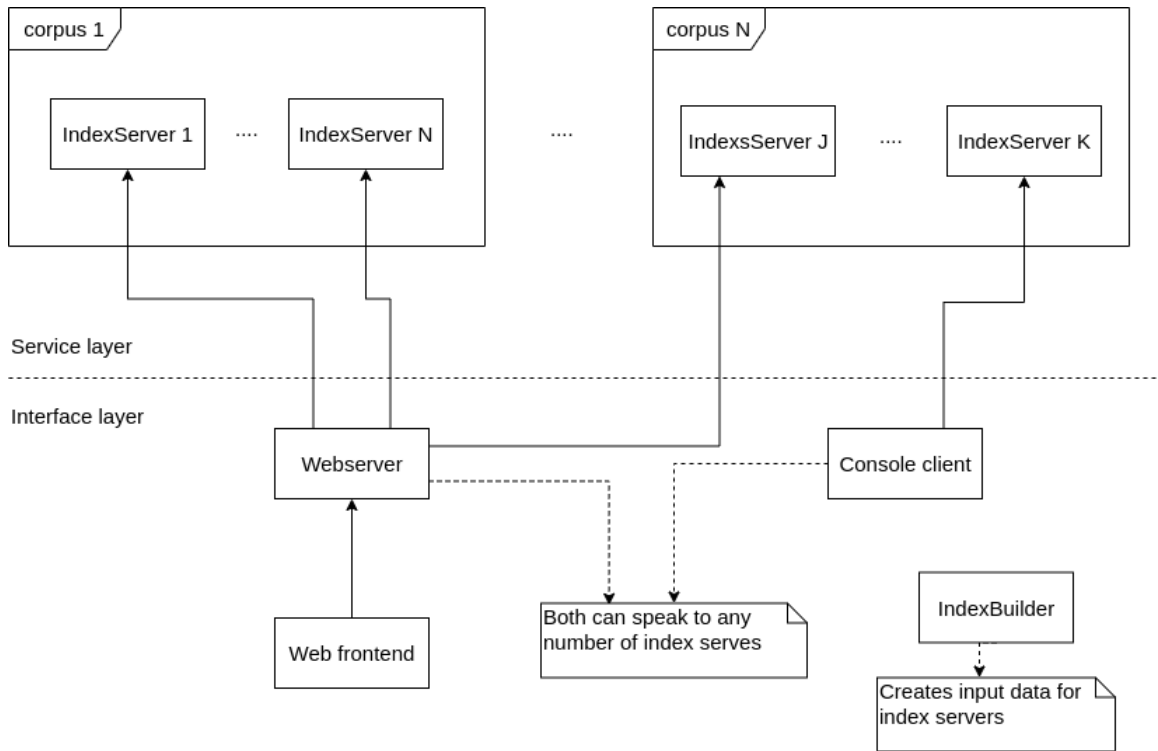 corpus 1
corpus N
IndexServer 1
....
IndexServer N
....
IndexsServer J
....
IndexServer K
Service layer
Interface layer
Webserver
Console client
IndexBuilder
Both can speak to any
number of index serves
Web frontend
Creates input data for
index servers